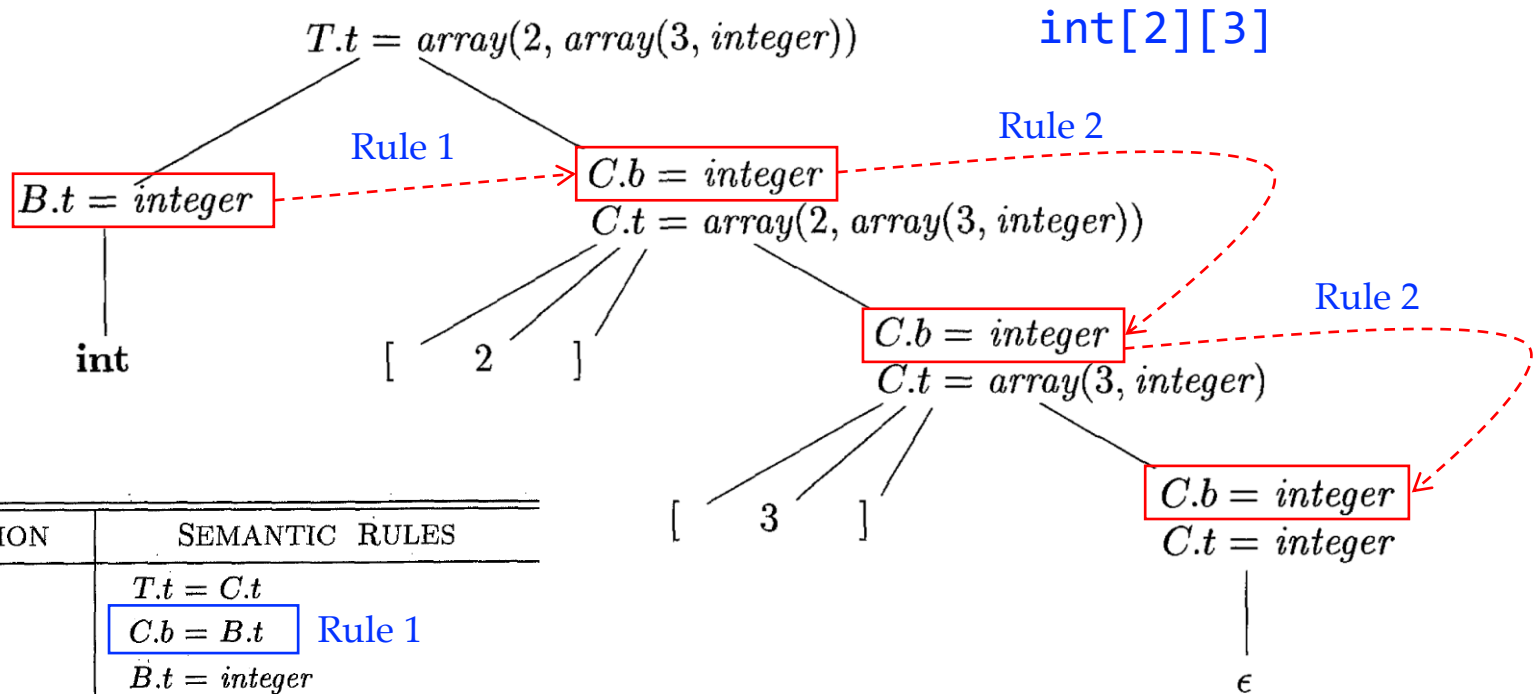 T.t = array(2, array(3, integer))
int[2][3]
Rule 1
Rule 2
B.t = integer
C.b = integer
C.t = array(2, array(3, integer))
Rule 2
int
[ 2 ]
C.b = integer
C.t = array(3, integer)
[ 3 ]
C.b = integer
C.t = integer
ϵ
ION
SEMANTIC RULES
T.t = C.t
C.b = B.t
Rule 1
B.t = integer